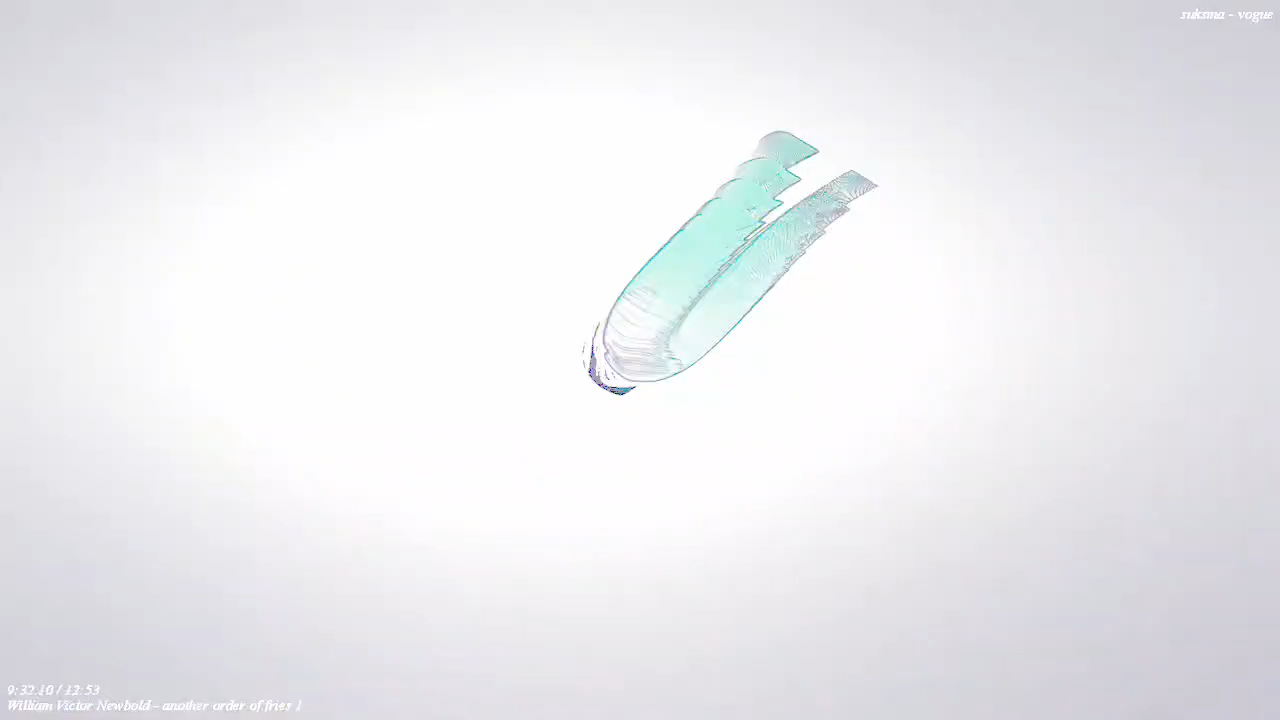 suksma - vogue
9:32.10 / 12:53
William Victor Newbold - another order of fries 1